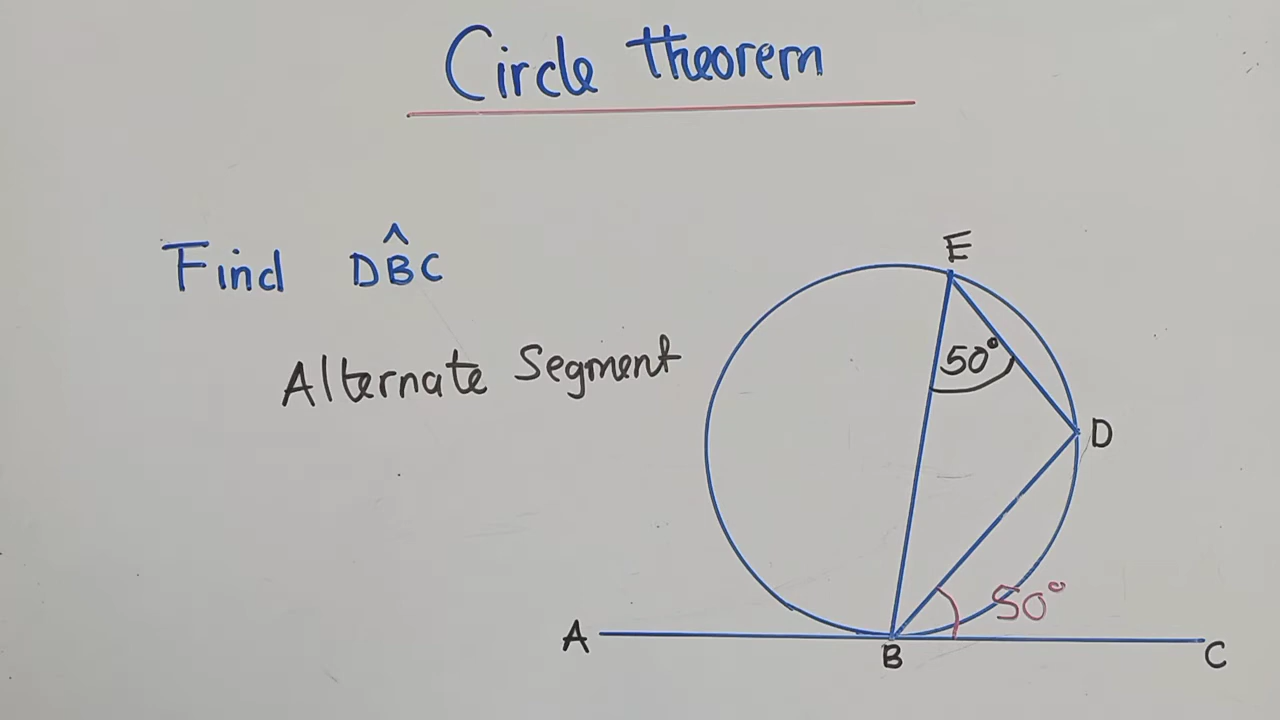 Circle theorem
Find DB̂C
Alternate Segment
E
50°
D
50°
A
B
C